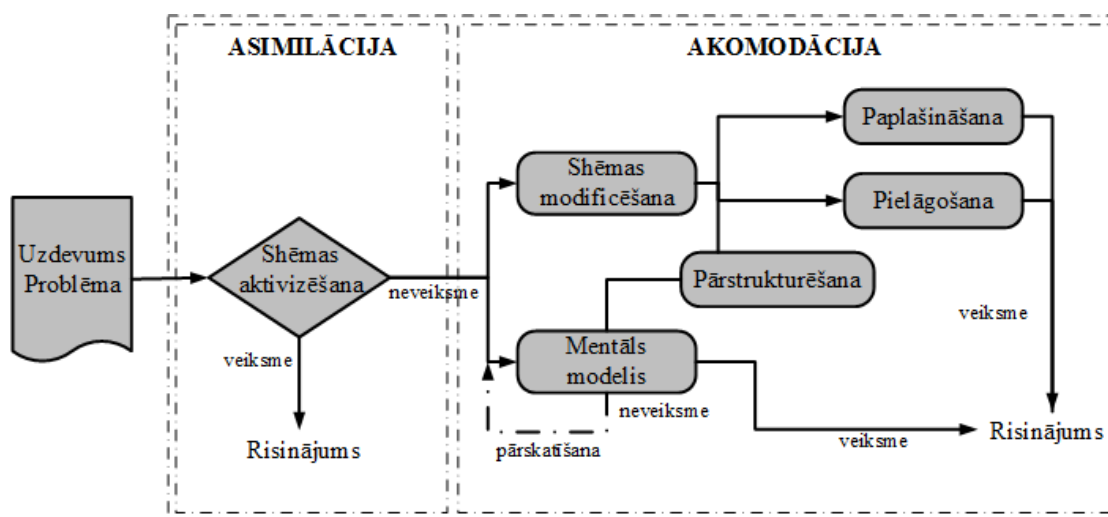 ASIMILĀCIJA
AKOMODĀCIJA
Uzdevums
Problēma
Shēmas
aktivizēšana
veiksme
Risinājums
neveiksme
Shēmas
modificēšana
Paplašināšana
Pielāgošana
Pārstrukturēšana
Mentāls
modelis
neveiksme
pārskatīšana
veiksme
veiksme
Risinājums